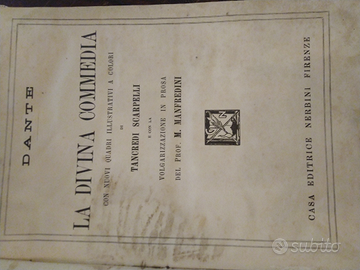 DANTE
LA DIVINA COMMEDIA
CON NUOVI QUADRI ILLUSTRATIVI A COLORI
DI
TANCREDI SCARPELLI
E CON LA
VOLGARIZZAZIONE IN PROSA
DEL PROF. M. MANFREDINI
CASA EDITRICE NERBINI FIRENZE
subito